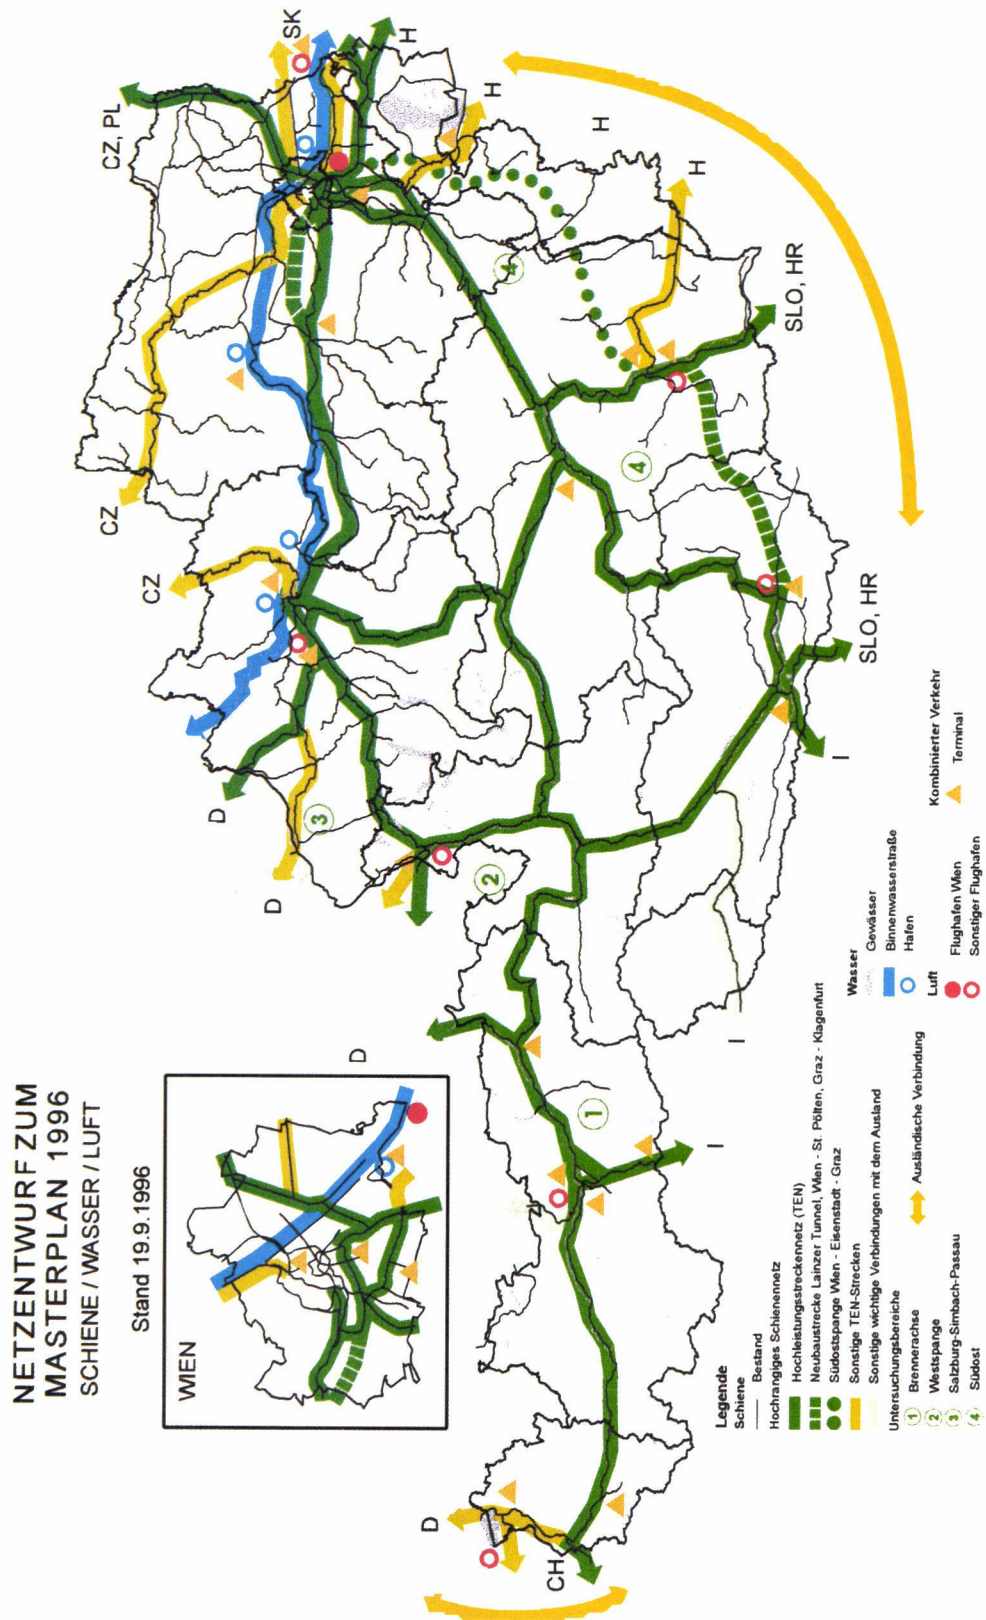 NETZENTWURF ZUM
MASTERPLAN 1996
SCHIENE / WASSER / LUFT
Stand 19.9.1996
WIEN
D
CH
D
I
I
D
D
CZ
CZ
CZ, PL
SK
H
H
H
H
SLO, HR
SLO, HR
I
1
2
3
4
4
Legende
Schiene
Bestand
Hochrangiges Schienennetz
Hochleistungsstreckennetz (TEN)
Neubaustrecke Lainzer Tunnel, Wien - St. Pölten, Graz - Klagenfurt
Südostspange Wien - Eisenstadt - Graz
Sonstige TEN-Strecken
Sonstige wichtige Verbindungen mit dem Ausland
Untersuchungsbereiche
1 Brennerachse
2 Westspange
3 Salzburg-Simbach-Passau
4 Südost
Ausländische Verbindung
Wasser
Gewässer
Binnenwasserstraße
Hafen
Luft
Flughafen Wien
Sonstiger Flughafen
Kombinierter Verkehr
Terminal